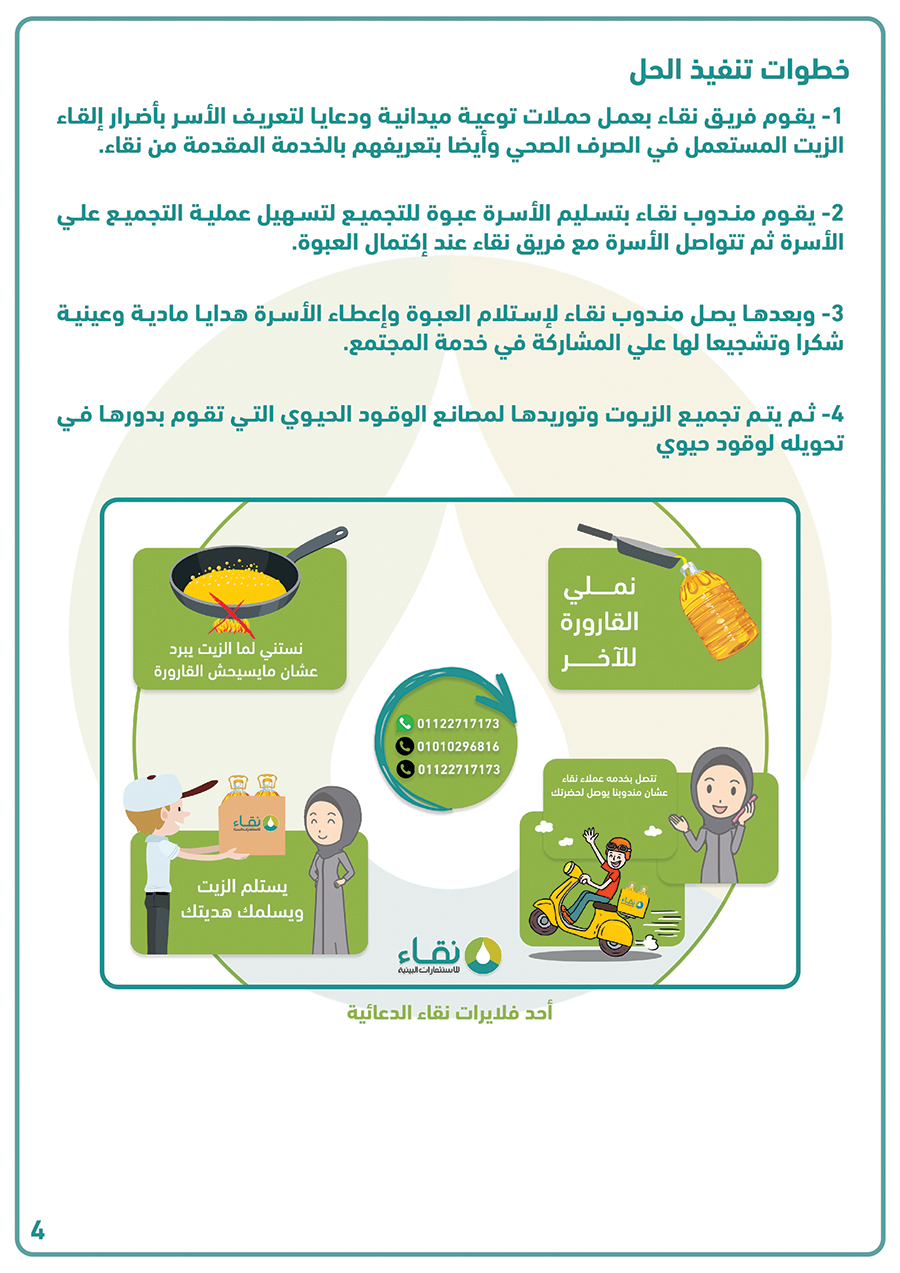 خطوات تنفيذ الحل
1- يقوم فريق نقاء بعمل حملات توعية ميدانية ودعايا لتعريف الأسر بأضرار إلقاء
الزيت المستعمل في الصرف الصحي وأيضا بتعريفهم بالخدمة المقدمة من نقاء.
2- يقوم مندوب نقاء بتسليم الأسرة عبوة للتجميع لتسهيل عملية التجميع علي
الأسرة ثم تتواصل الأسرة مع فريق نقاء عند إكتمال العبوة.
3- وبعدها يصل مندوب نقاء لإستلام العبوة وإعطاء الأسرة هدايا مادية وعينية
شكرا وتشجيعا لها علي المشاركة في خدمة المجتمع.
4- ثم يتم تجميع الزيوت وتوريدها لمصانع الوقود الحيوي التي تقوم بدورها في
تحويله لوقود حيوي
نستني لما الزيت يبرد
عشان مايسيحش القارورة
نملي
القارورة
للآخر
01122717173
01010296816
01122717173
تتصل بخدمه عملاء نقاء
عشان مندوبنا يوصل لحضرتك
نقاء
نقاء
للاستثمارات البيئية
يستلم الزيت
ويسلمك هديتك
نقاء
للاستثمارات البيئية
أحد فلايرات نقاء الدعائية
4